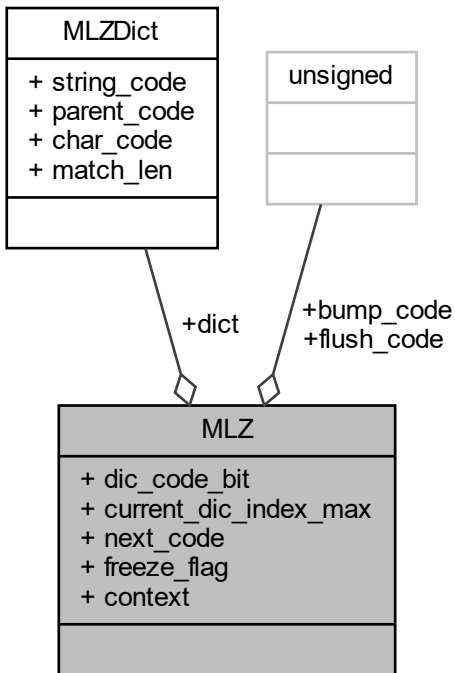 MLZDict
+ string_code
+ parent_code
+ char_code
+ match_len
unsigned
+dict
+bump_code
+flush_code
MLZ
+ dic_code_bit
+ current_dic_index_max
+ next_code
+ freeze_flag
+ context